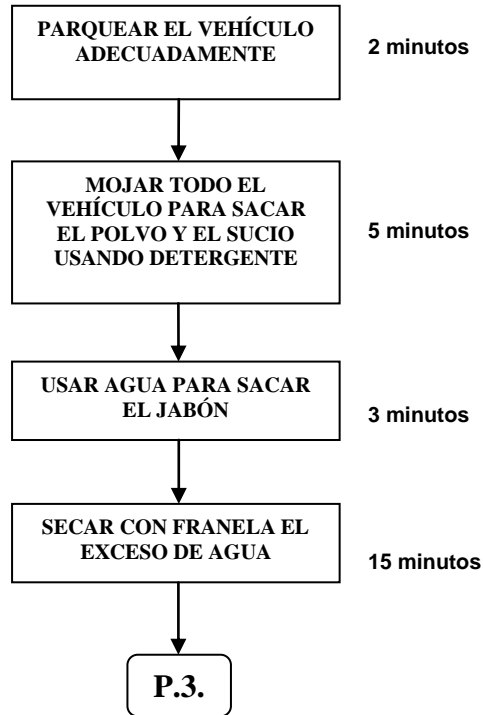 PARQUEAR EL VEHÍCULO
ADECUADAMENTE
2 minutos
MOJAR TODO EL
VEHÍCULO PARA SACAR
EL POLVO Y EL SUCIO
USANDO DETERGENTE
5 minutos
USAR AGUA PARA SACAR
EL JABÓN
3 minutos
SECAR CON FRANELA EL
EXCESO DE AGUA
15 minutos
P.3.